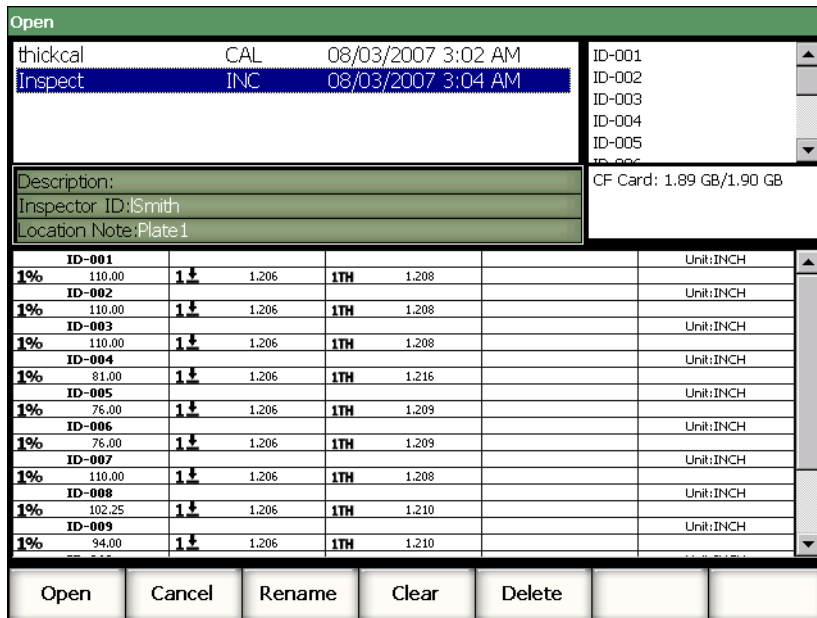 Open
thickcal CAL 08/03/2007 3:02 AM
Inspect INC 08/03/2007 3:04 AM
ID-001
ID-002
ID-003
ID-004
ID-005
Description:
Inspector ID:JSmith
Location Note:Plate1
CF Card: 1.89 GB/1.90 GB
ID-001 Unit:INCH
1% 110.00 1 1.206 1TH 1.208
ID-002 Unit:INCH
1% 110.00 1 1.206 1TH 1.208
ID-003 Unit:INCH
1% 110.00 1 1.206 1TH 1.208
ID-004 Unit:INCH
1% 81.00 1 1.206 1TH 1.216
ID-005 Unit:INCH
1% 76.00 1 1.206 1TH 1.209
ID-006 Unit:INCH
1% 76.00 1 1.206 1TH 1.209
ID-007 Unit:INCH
1% 110.00 1 1.206 1TH 1.208
ID-008 Unit:INCH
1% 102.25 1 1.206 1TH 1.210
ID-009 Unit:INCH
1% 94.00 1 1.206 1TH 1.210
Open Cancel Rename Clear Delete